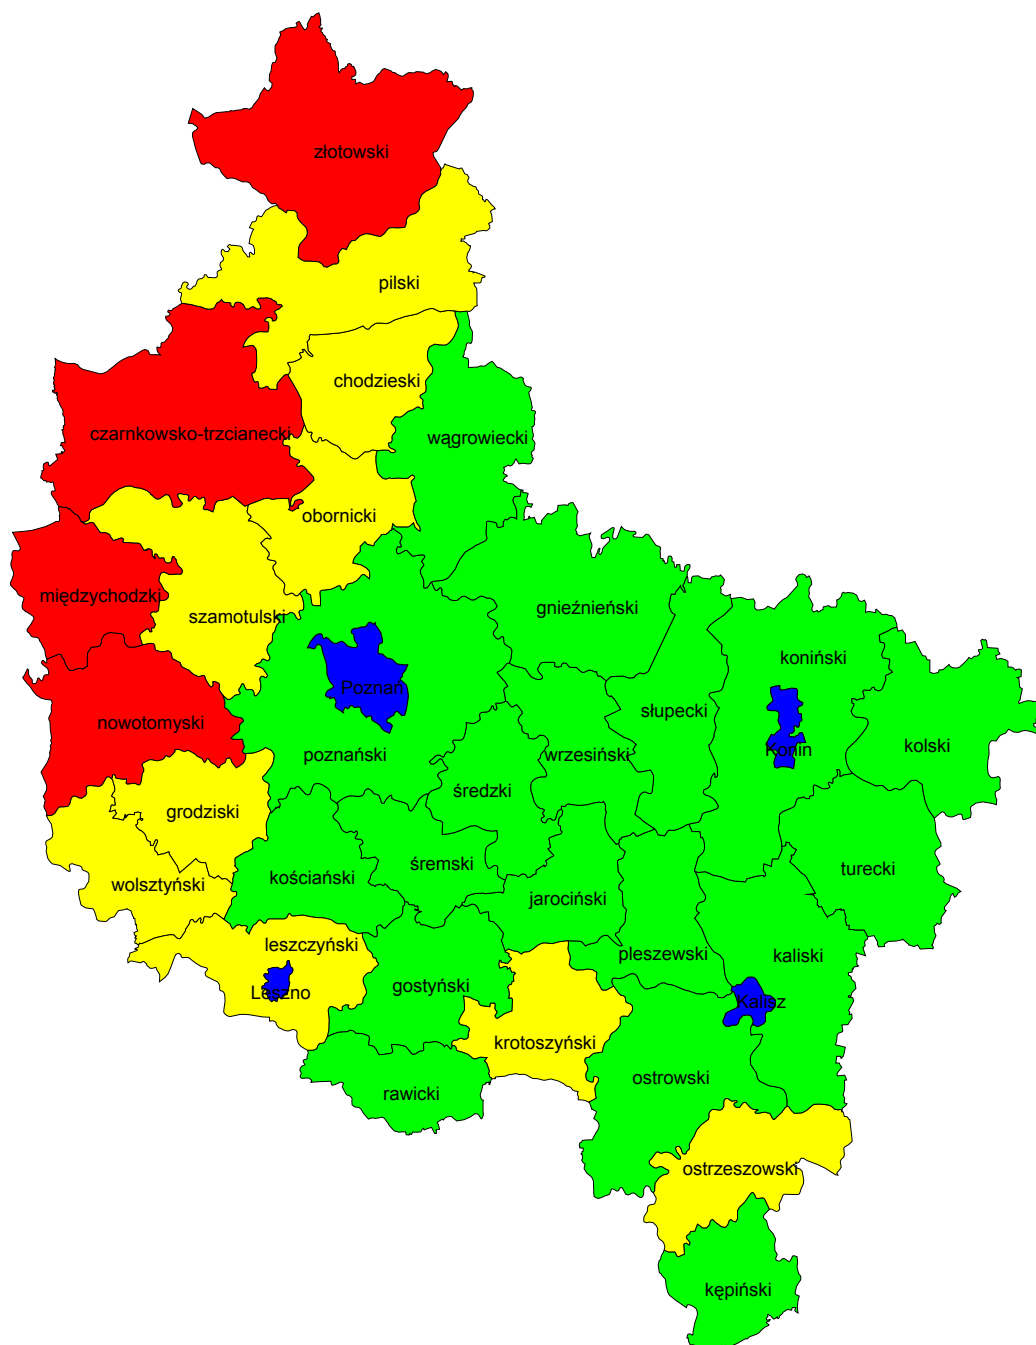 złotowski
pilski
chodzieski
czarnkowsko-trzcianecki
wągrowiecki
obornicki
międzychodzki
szamotulski
gnieźnieński
koniński
Poznań
słupecki
nowotomyski
kolski
Konin
poznański
wrzesiński
średzki
grodziski
śremski
kościański
turecki
wolsztyński
jarociński
leszczyński
pleszewski
kaliski
gostyński
Leszno
Kalisz
krotoszyński
ostrowski
rawicki
ostrzeszowski
kępiński